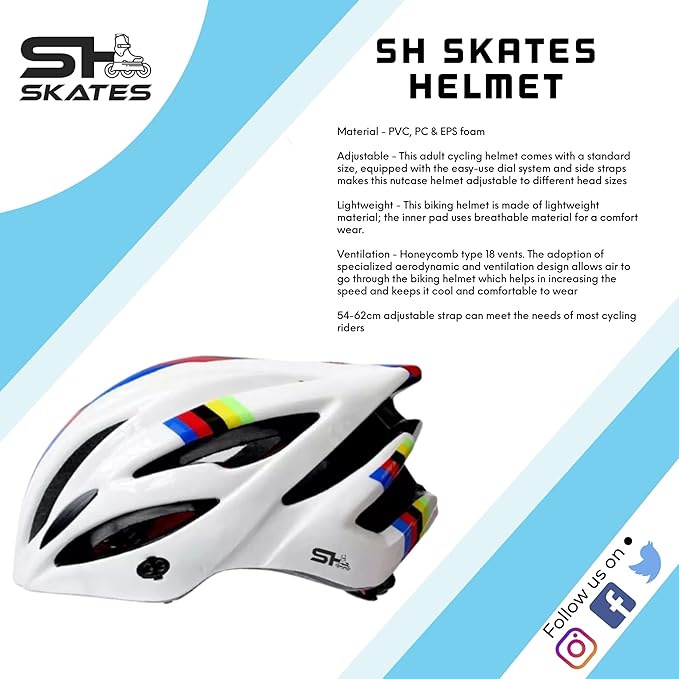 SH
SKATES
SH SKATES
HELMET
Material - PVC, PC & EPS foam
Adjustable - This adult cycling helmet comes with a standard
size, equipped with the easy-use dial system and side straps
makes this nutcase helmet adjustable to different head sizes
Lightweight - This biking helmet is made of lightweight
material; the inner pad uses breathable material for a comfort
wear.
Ventilation - Honeycomb type 18 vents. The adoption of
specialized aerodynamic and ventilation design allows air to
go through the biking helmet which helps in increasing the
speed and keeps it cool and comfortable to wear
54-62cm adjustable strap can meet the needs of most cycling
riders
SH
Follow us on